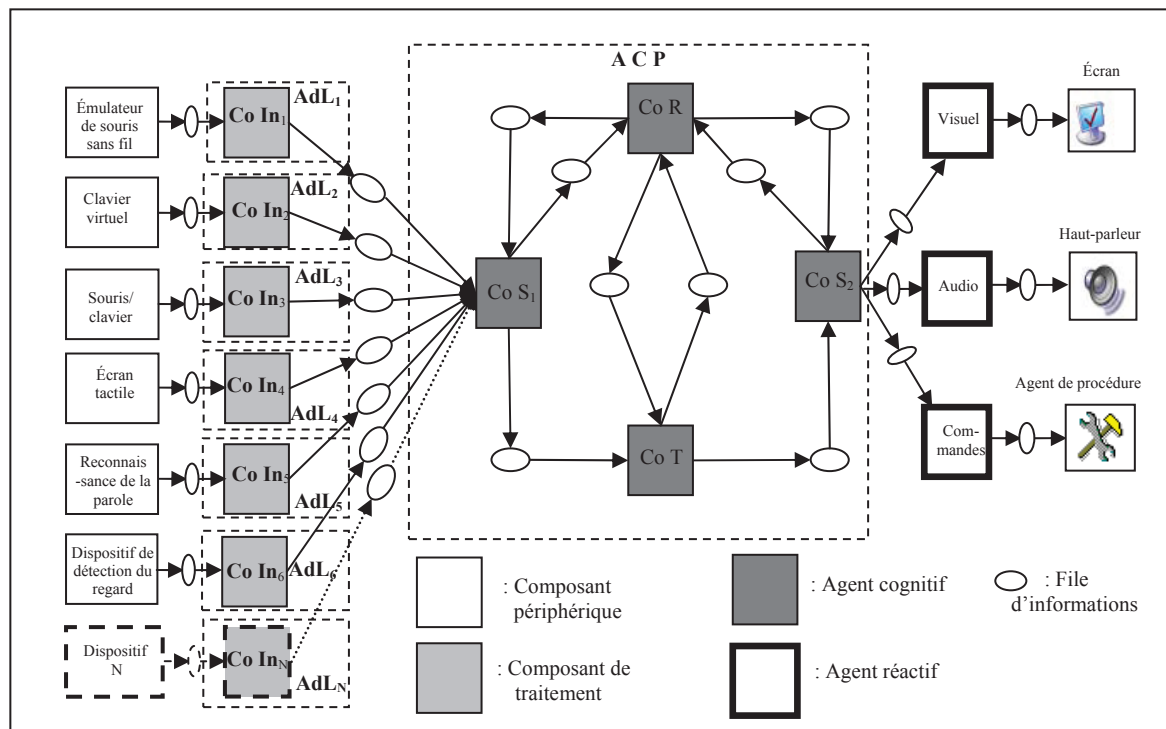 A C P
Émulateur
de souris
sans fil
Co In1
AdL1
Clavier
virtuel
Co In2
AdL2
Souris/
clavier
Co In3
AdL3
Écran
tactile
Co In4
AdL4
Reconnais
-sance de la
parole
Co In5
AdL5
Dispositif de
détection du
regard
Co In6
AdL6
Dispositif
N
Co InN
AdLN
Co R
Co S1
Co S2
Co T
Visuel
Écran
Audio
Haut-parleur
Com-
mandes
Agent de procédure
: Composant
périphérique
: Agent cognitif
: File
d'informations
: Composant de
traitement
: Agent réactif